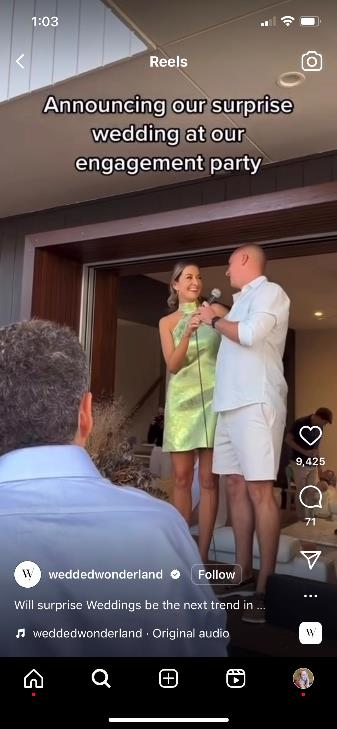 1:03
Reels
Announcing our surprise
wedding at our
engagement party
9,425
71
W
weddedwonderland
Follow
Will surprise Weddings be the next trend in ...
weddedwonderland · Original audio
W